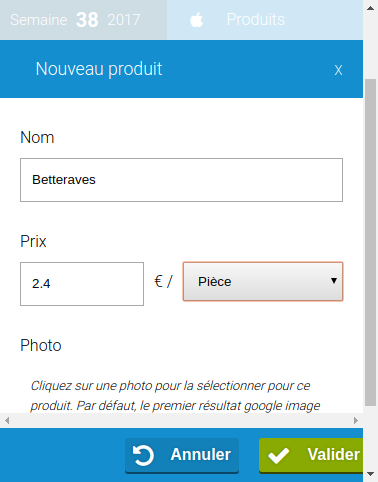 Semaine 38 2017 Produits
Nouveau produit x
Nom
Betteraves
Prix
2.4 € / Pièce
Photo
Cliquez sur une photo pour la sélectionner pour ce
produit. Par défaut, le premier résultat google image
Annuler Valider